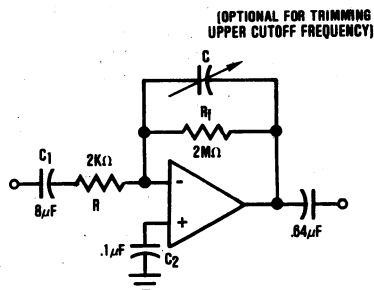 (OPTIONAL FOR TRIMMING
UPPER CUTOFF FREQUENCY)
C
Rf
2MΩ
C1
2KΩ
8µF
R
-
+
.1µF
C2
.64µF